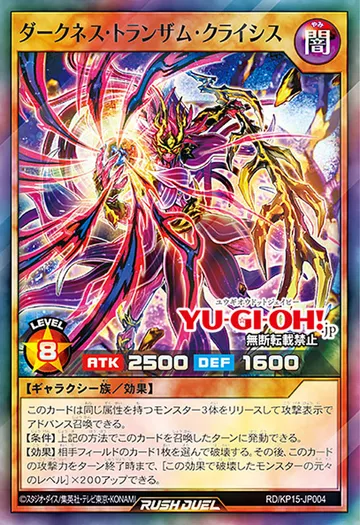 ダークネス・トランザム・クライシス
やみ
闇
ユウギオウドットジェイピー
YU-GI-OH!.jp
無断転載禁止
LEVEL
8
ATK 2500 DEF 1600
【ギャラクシー族／効果】
このカードは同じ属性を持つモンスター3体をリリースして攻撃表示で
アドバンス召喚できる。
【条件】上記の方法でこのカードを召喚したターンに発動できる。
【効果】相手フィールドのカード1枚を選んで破壊する。その後、このカード
の攻撃力をターン終了時まで、［この効果で破壊したモンスターの元々
のレベル］×200アップできる。
©スタジオ・ダイス/集英社・テレビ東京・KONAMI
RUSH DUEL
RD/KP15-JP004